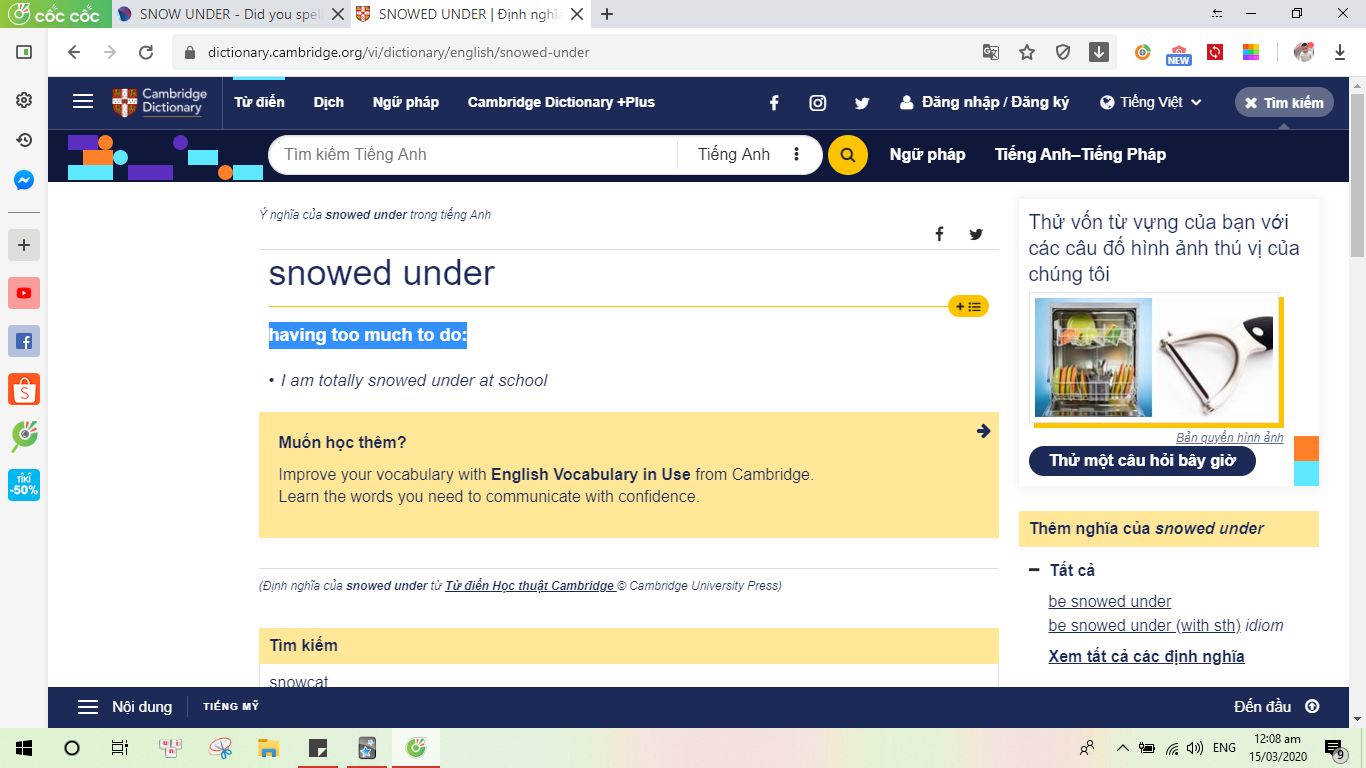 cốc cốc
SNOW UNDER - Did you spel
SNOWED UNDER | Định nghĩa
dictionary.cambridge.org/vi/dictionary/english/snowed-under
NEW
Cambridge
Dictionary
Từ điển
Dịch
Ngữ pháp
Cambridge Dictionary +Plus
Đăng nhập / Đăng ký
Tiếng Việt
Tìm kiếm
Tìm kiếm Tiếng Anh
Tiếng Anh
Ngữ pháp
Tiếng Anh–Tiếng Pháp
Ý nghĩa của snowed under trong tiếng Anh
snowed under
having too much to do:
• I am totally snowed under at school
Muốn học thêm?
Improve your vocabulary with English Vocabulary in Use from Cambridge.
Learn the words you need to communicate with confidence.
(Định nghĩa của snowed under từ Từ điển Học thuật Cambridge © Cambridge University Press)
Tìm kiếm
snowcat
Thử vốn từ vựng của bạn với
các câu đố hình ảnh thú vị của
chúng tôi
Bản quyền hình ảnh
Thử một câu hỏi bây giờ
Thêm nghĩa của snowed under
Tất cả
be snowed under
be snowed under (with sth) idiom
Xem tất cả các định nghĩa
TIKI
-50%
Nội dung
TIẾNG MỸ
Đến đầu
ENG
12:08 am
15/03/2020
9